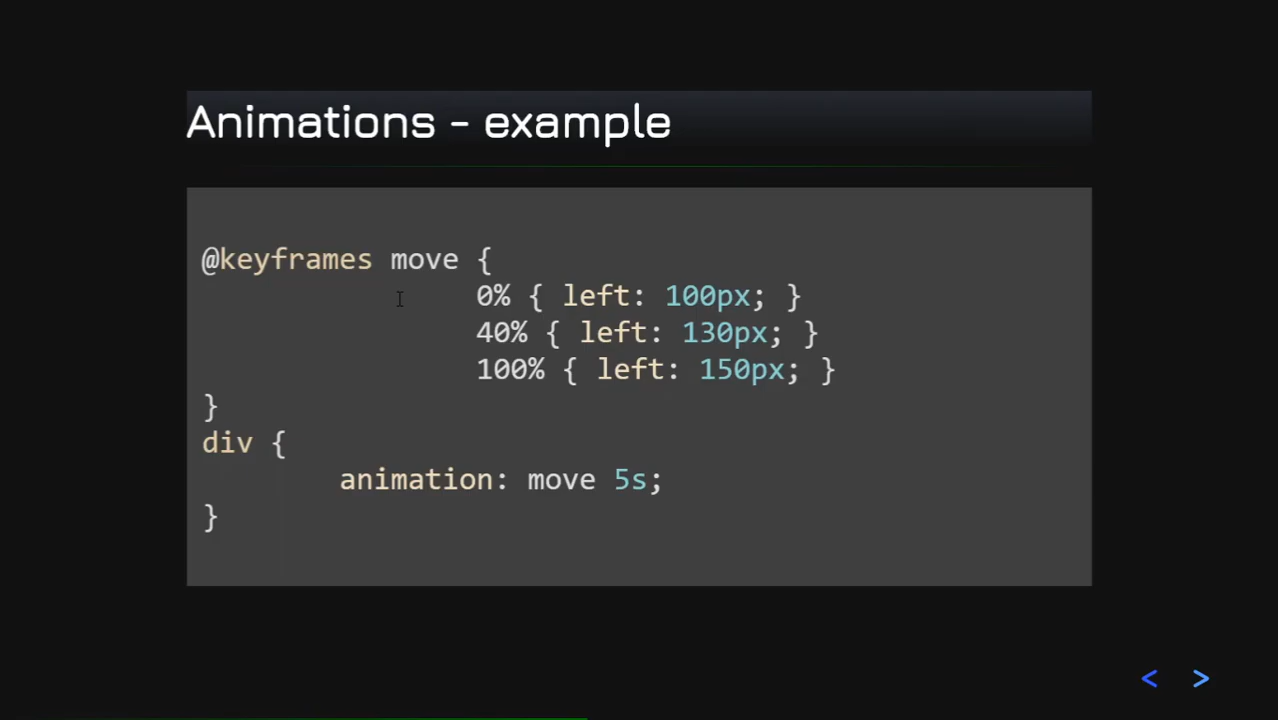 Animations - example
@keyframes move {
0% { left: 100px; }
40% { left: 130px; }
100% { left: 150px; }
}
div {
animation: move 5s;
}
< >